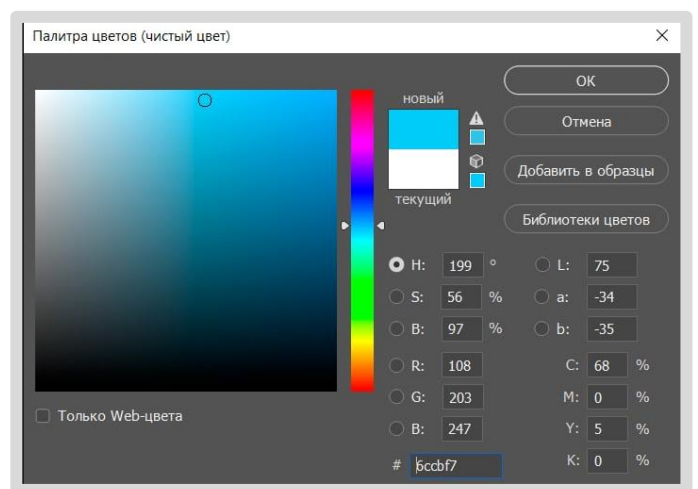 Палитра цветов (чистый цвет)
новый
текущий
ОК
Отмена
Добавить в образцы
Библиотеки цветов
H: 199 °
S: 56 %
B: 97 %
R: 108
G: 203
B: 247
# 6ccbf7
L: 75
a: -34
b: -35
C: 68 %
M: 0 %
Y: 5 %
K: 0 %
Только Web-цвета